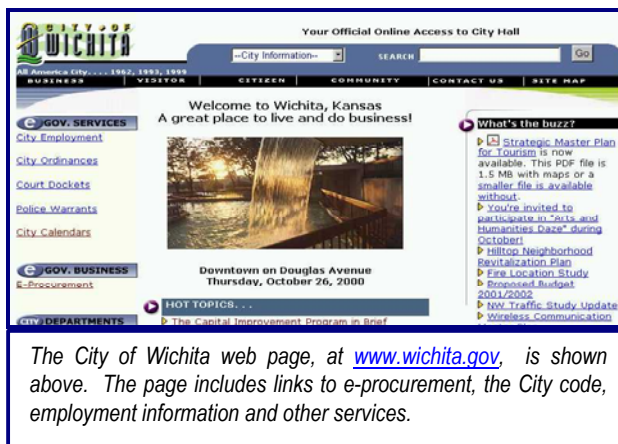 CITY·OF
WICHITA
Your Official Online Access to City Hall
--City Information--
SEARCH
Go
All America City.... 1962, 1993, 1999
BUSINESS
VISITOR
CITIZEN
COMMUNITY
CONTACT US
SITE MAP
e GOV. SERVICES
City Employment
City Ordinances
Court Dockets
Police Warrants
City Calendars
e GOV. BUSINESS
E-Procurement
CITY DEPARTMENTS
Welcome to Wichita, Kansas
A great place to live and do business!
Downtown on Douglas Avenue
Thursday, October 26, 2000
HOT TOPICS...
The Capital Improvement Program in Brief
What's the buzz?
Strategic Master Plan
for Tourism is now
available. This PDF file is
1.5 MB with maps or a
smaller file is available
without.
You're invited to
participate in "Arts and
Humanities Daze" during
October!
Hilltop Neighborhood
Revitalization Plan
Fire Location Study
Proposed Budget
2001/2002
NW Traffic Study Update
Wireless Communication
The City of Wichita web page, at www.wichita.gov, is shown
above. The page includes links to e-procurement, the City code,
employment information and other services.